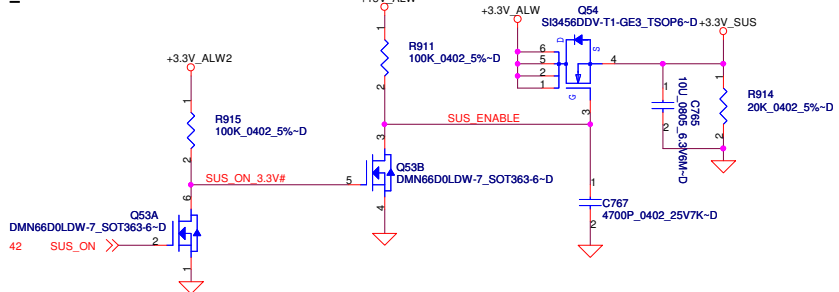 Q54
+3.3V_ALW
SI3456DDV-T1-GE3_TSOP6~D
+3.3V_SUS
1
R911
100K_0402_5%~D
2
D
S
6
5
2
1
4
G
3
+3.3V_ALW2
1
R915
100K_0402_5%~D
2
SUS_ENABLE
1
C765
10U_0805_6.3V6M~D
2
1
R914
20K_0402_5%~D
2
3
Q53B
DMN66D0LDW-7_SOT363-6~D
5
4
SUS_ON_3.3V#
6
Q53A
DMN66D0LDW-7_SOT363-6~D
2
1
42
SUS_ON
1
C767
4700P_0402_25V7K~D
2